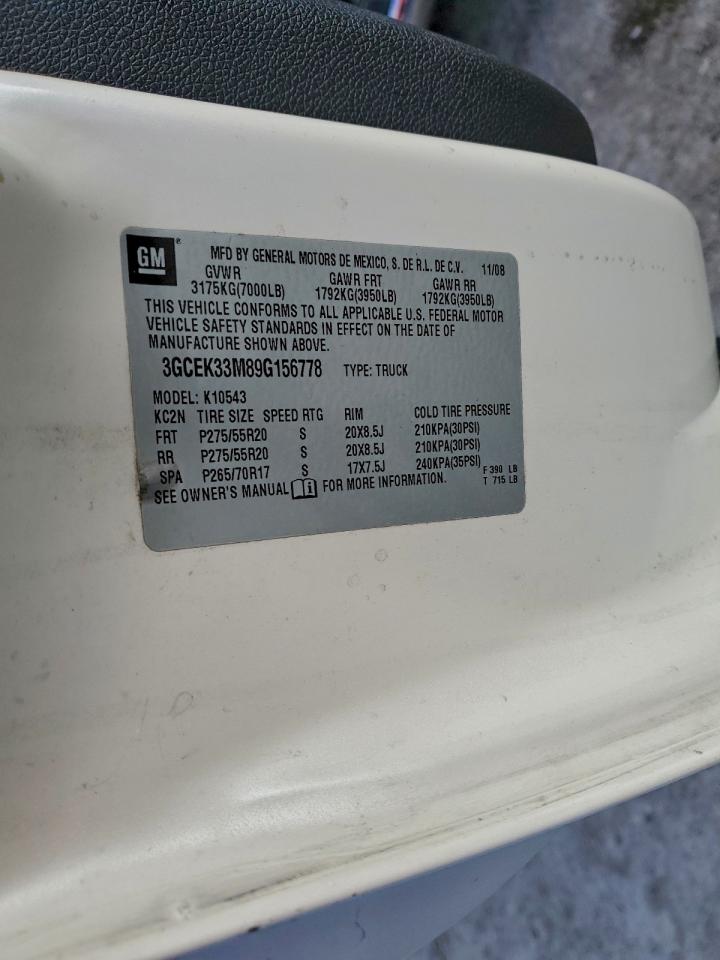 GM ® MFD BY GENERAL MOTORS DE MEXICO, S. DE R.L. DE C.V. 11/08
GVWR GAWR FRT GAWR RR
3175KG(7000LB) 1792KG(3950LB) 1792KG(3950LB)
THIS VEHICLE CONFORMS TO ALL APPLICABLE U.S. FEDERAL MOTOR
VEHICLE SAFETY STANDARDS IN EFFECT ON THE DATE OF
MANUFACTURE SHOWN ABOVE.
3GCEK33M89G156778 TYPE: TRUCK
MODEL: K10543
KC2N TIRE SIZE SPEED RTG RIM COLD TIRE PRESSURE
FRT P275/55R20 S 20X8.5J 210KPA(30PSI)
RR P275/55R20 S 20X8.5J 210KPA(30PSI)
SPA P265/70R17 S 17X7.5J 240KPA(35PSI) F 390 LB
SEE OWNER'S MANUAL i FOR MORE INFORMATION. T 715 LB